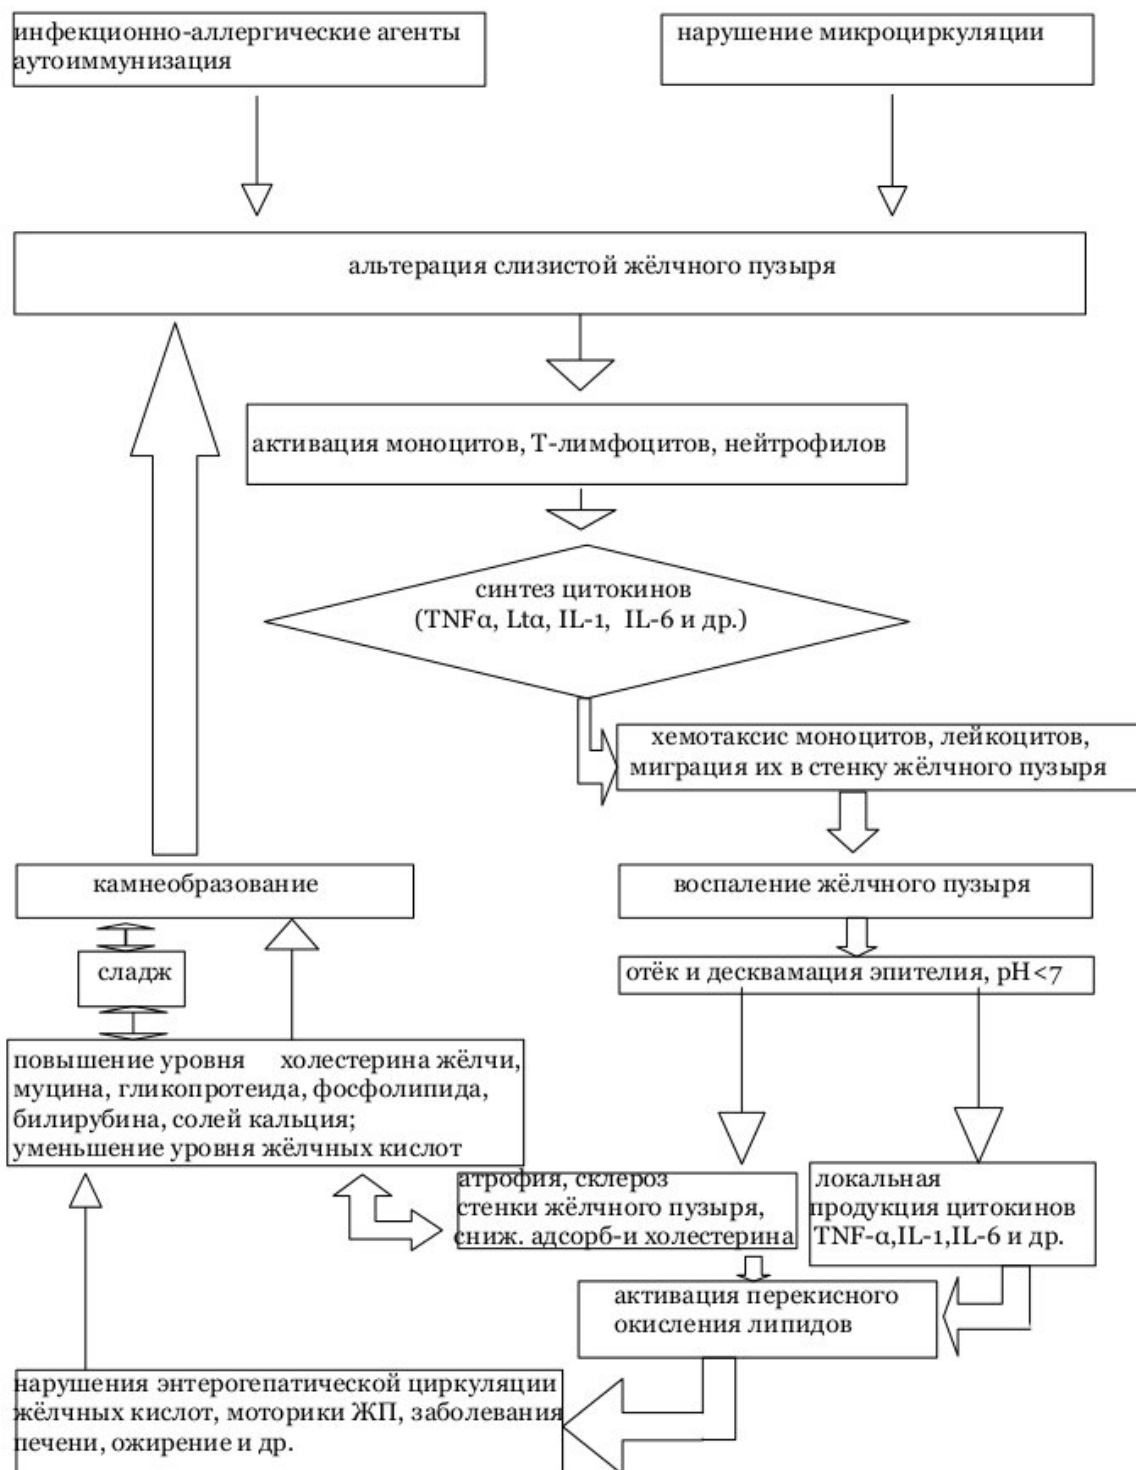 инфекционно-аллергические агенты
аутоиммунизация
нарушение микроциркуляции
альтерация слизистой жёлчного пузыря
активация моноцитов, Т-лимфоцитов, нейтрофилов
синтез цитокинов
(TNFα, Ltα, IL-1, IL-6 и др.)
хемотаксис моноцитов, лейкоцитов,
миграция их в стенку жёлчного пузыря
камнеобразование
воспаление жёлчного пузыря
сладж
отёк и десквамация эпителия, pH<7
повышение уровня холестерина жёлчи,
муцина, гликопротеида, фосфолипида,
билирубина, солей кальция;
уменьшение уровня жёлчных кислот
атрофия, склероз
стенки жёлчного пузыря,
сниж. адсорб-и холестерина
локальная
продукция цитокинов
TNF-α,IL-1,IL-6 и др.
активация перекисного
окисления липидов
нарушения энтерогепатической циркуляции
жёлчных кислот, моторики ЖП, заболевания
печени, ожирение и др.